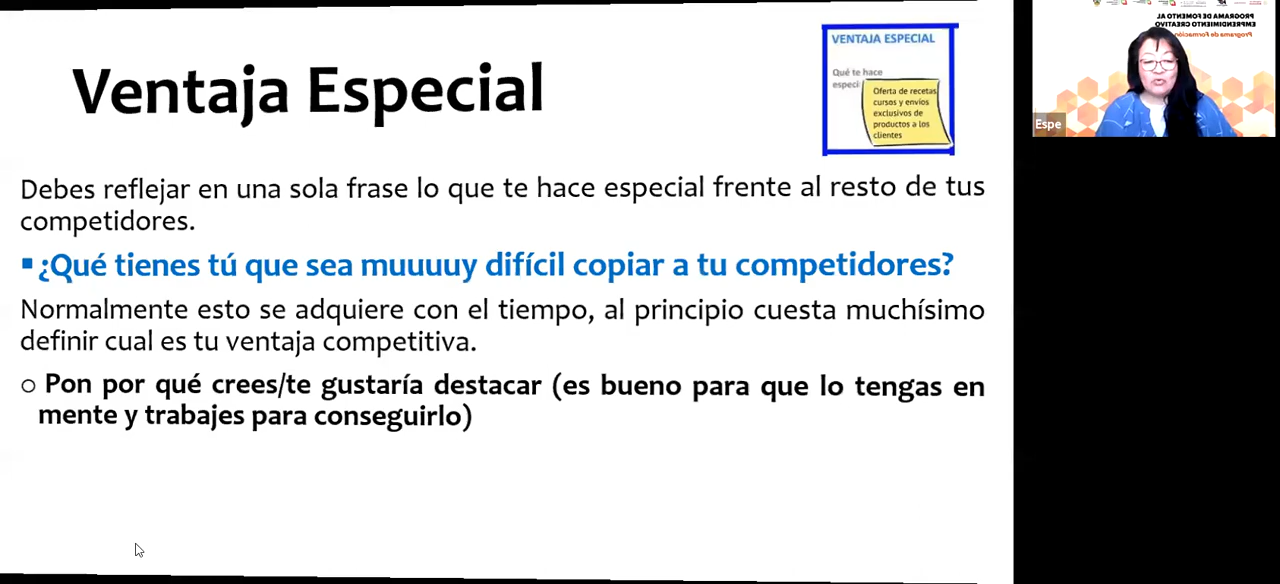 Ventaja Especial
VENTAJA ESPECIAL
Qué te hace
especi
Oferta de recetas
cursos y envíos
exclusivos de
productos a los
clientes
Debes reflejar en una sola frase lo que te hace especial frente al resto de tus
competidores.
▪ ¿Qué tienes tú que sea muuuuy difícil copiar a tu competidores?
Normalmente esto se adquiere con el tiempo, al principio cuesta muchísimo
definir cual es tu ventaja competitiva.
○ Pon por qué crees/te gustaría destacar (es bueno para que lo tengas en
mente y trabajes para conseguirlo)
PROGRAMA DE FOMENTO AL
EMPRENDIMIENTO CREATIVO
Programa de Formación
Espe